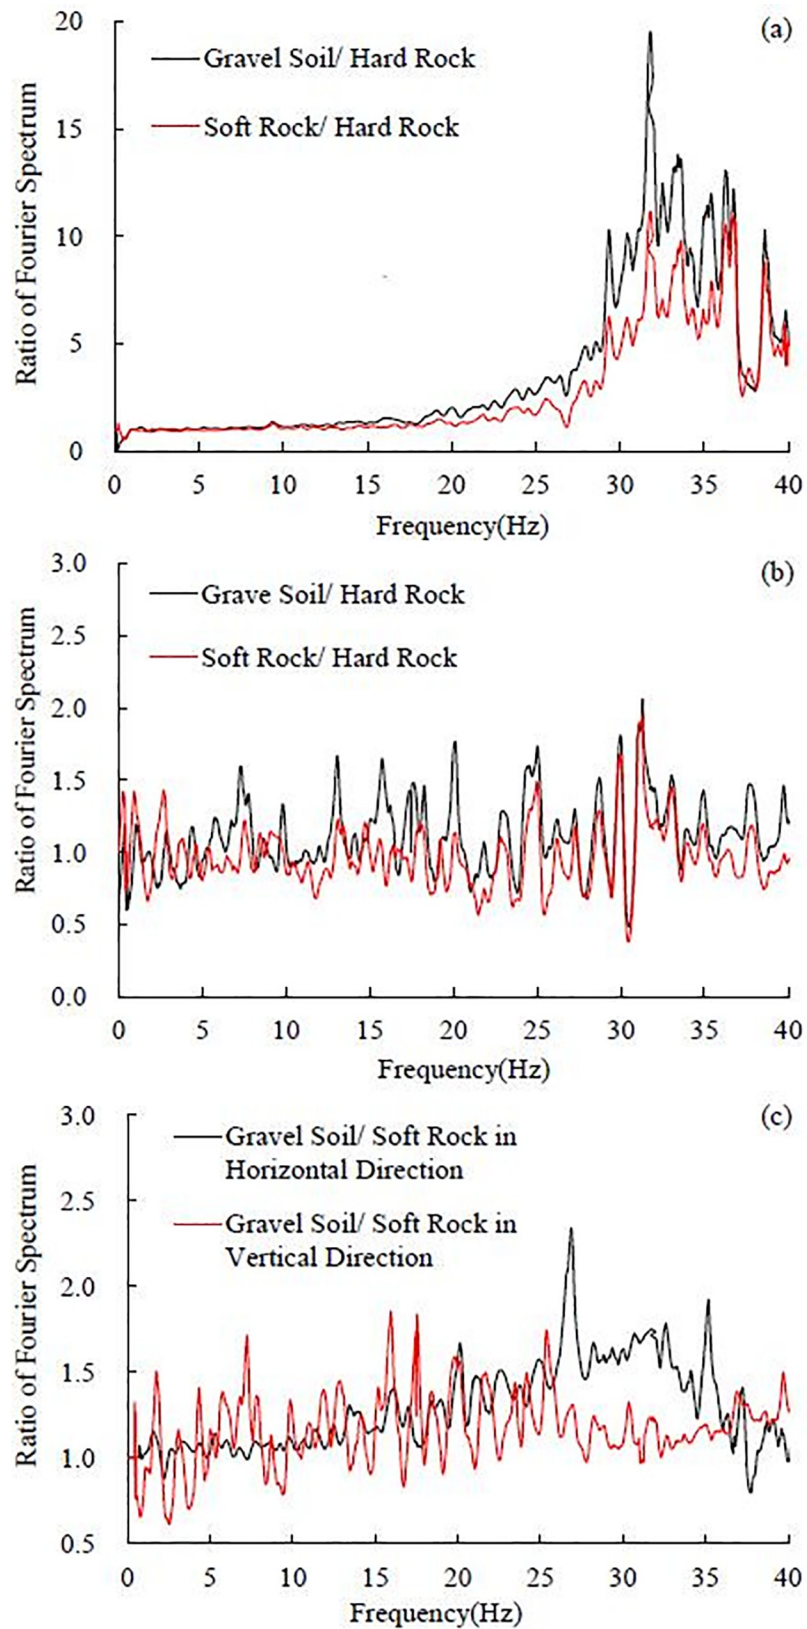 (a)
20
15
10
5
0
Ratio of Fourier Spectrum
Gravel Soil/ Hard Rock
Soft Rock/ Hard Rock
0 5 10 15 20 25 30 35 40
Frequency(Hz)
(b)
3.0
2.5
2.0
1.5
1.0
0.5
0.0
Ratio of Fourier Spectrum
Grave Soil/ Hard Rock
Soft Rock/ Hard Rock
0 5 10 15 20 25 30 35 40
Frequency(Hz)
(c)
3.0
2.5
2.0
1.5
1.0
0.5
Ratio of Fourier Spectrum
Gravel Soil/ Soft Rock in
Horizontal Direction
Gravel Soil/ Soft Rock in
Vertical Direction
0 5 10 15 20 25 30 35 40
Frequency(Hz)